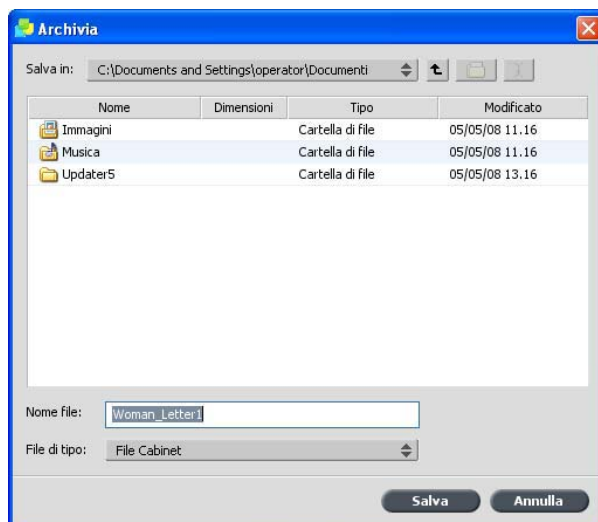 Archivia
Salva in: C:\Documents and Settings\operator\Documenti
Nome Dimensioni Tipo Modificato
Immagini Cartella di file 05/05/08 11.16
Musica Cartella di file 05/05/08 11.16
Updater5 Cartella di file 05/05/08 13.16
Nome file: Woman_Letter1
File di tipo: File Cabinet
Salva Annulla